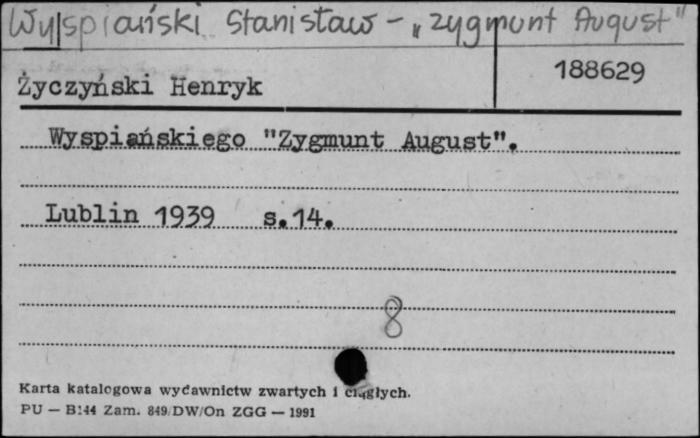 Wyspiański Stanisław - „Zygmunt August"
188629
Życzyński Henryk
Wyspiańskiego "Zygmunt August".
Lublin 1939 s.14.
8
Karta katalogowa wydawnictw zwartych i ciągłych.
PU — B144 Zam. 849/DW/On ZGG — 1991